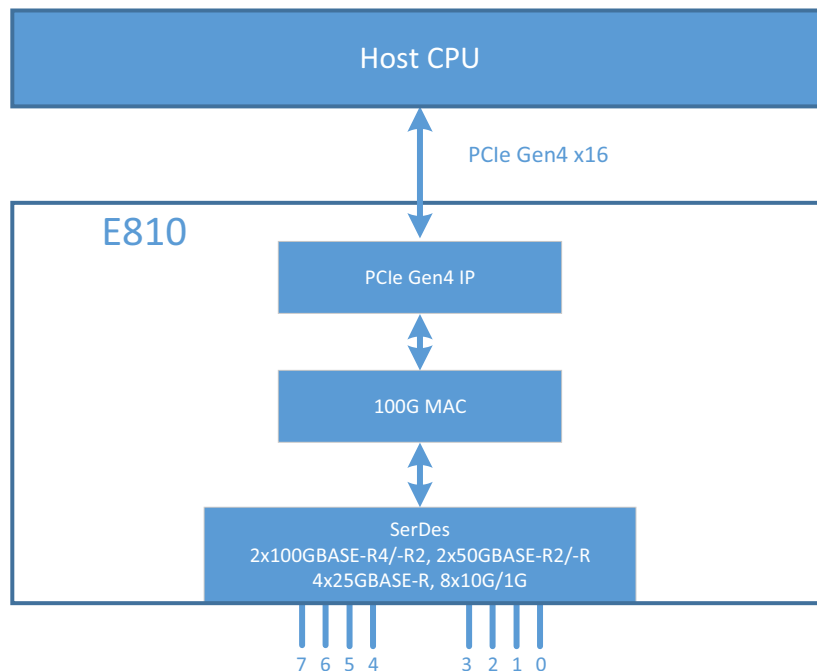 Host CPU
PCIe Gen4 x16
E810
PCIe Gen4 IP
100G MAC
SerDes
2x100GBASE-R4/-R2, 2x50GBASE-R2/-R
4x25GBASE-R, 8x10G/1G
7 6 5 4 3 2 1 0